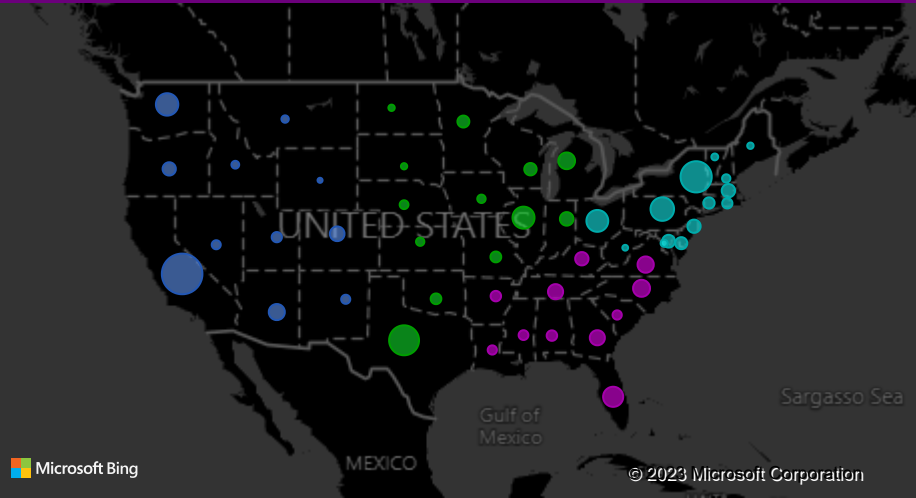 UNITED STATES
Sargasso Sea
Gulf of
Mexico
MEXICO
Microsoft Bing
© 2023 Microsoft Corporation